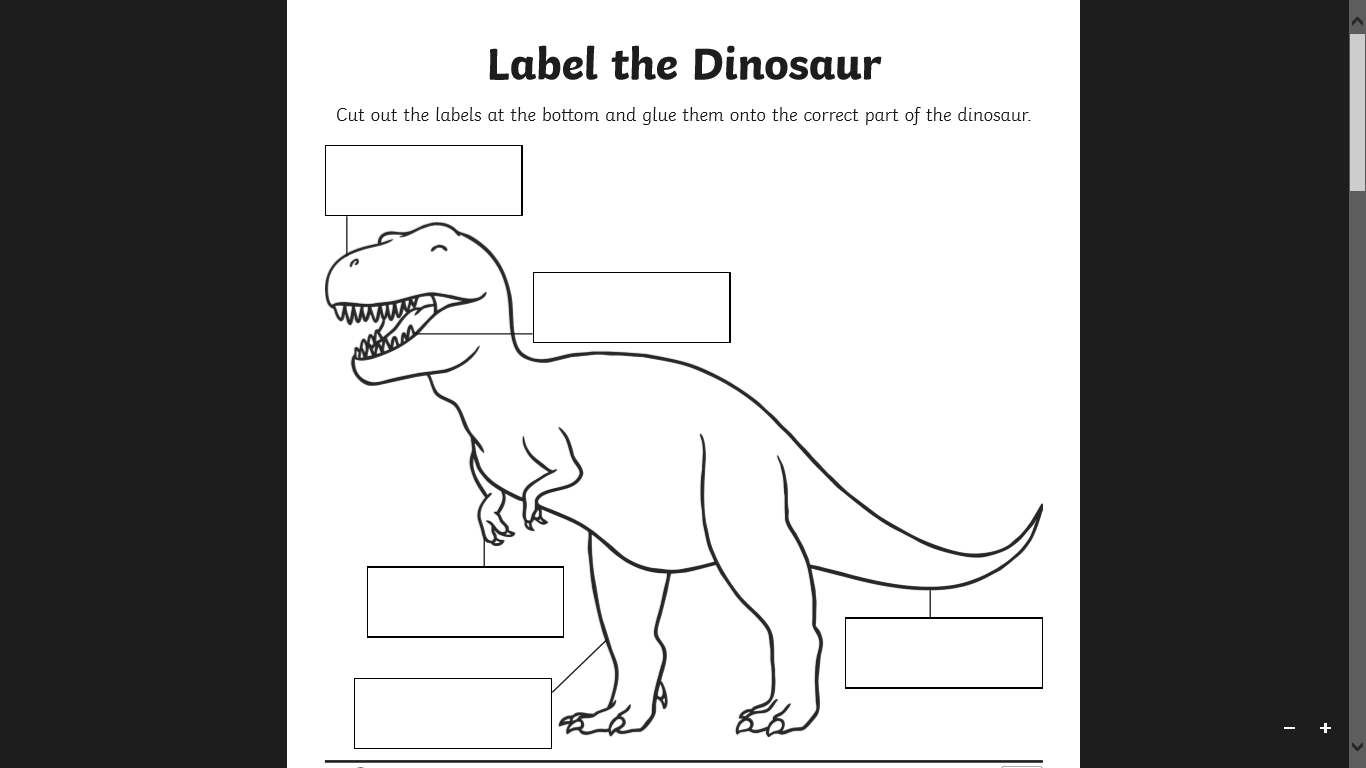 Label the Dinosaur
Cut out the labels at the bottom and glue them onto the correct part of the dinosaur.